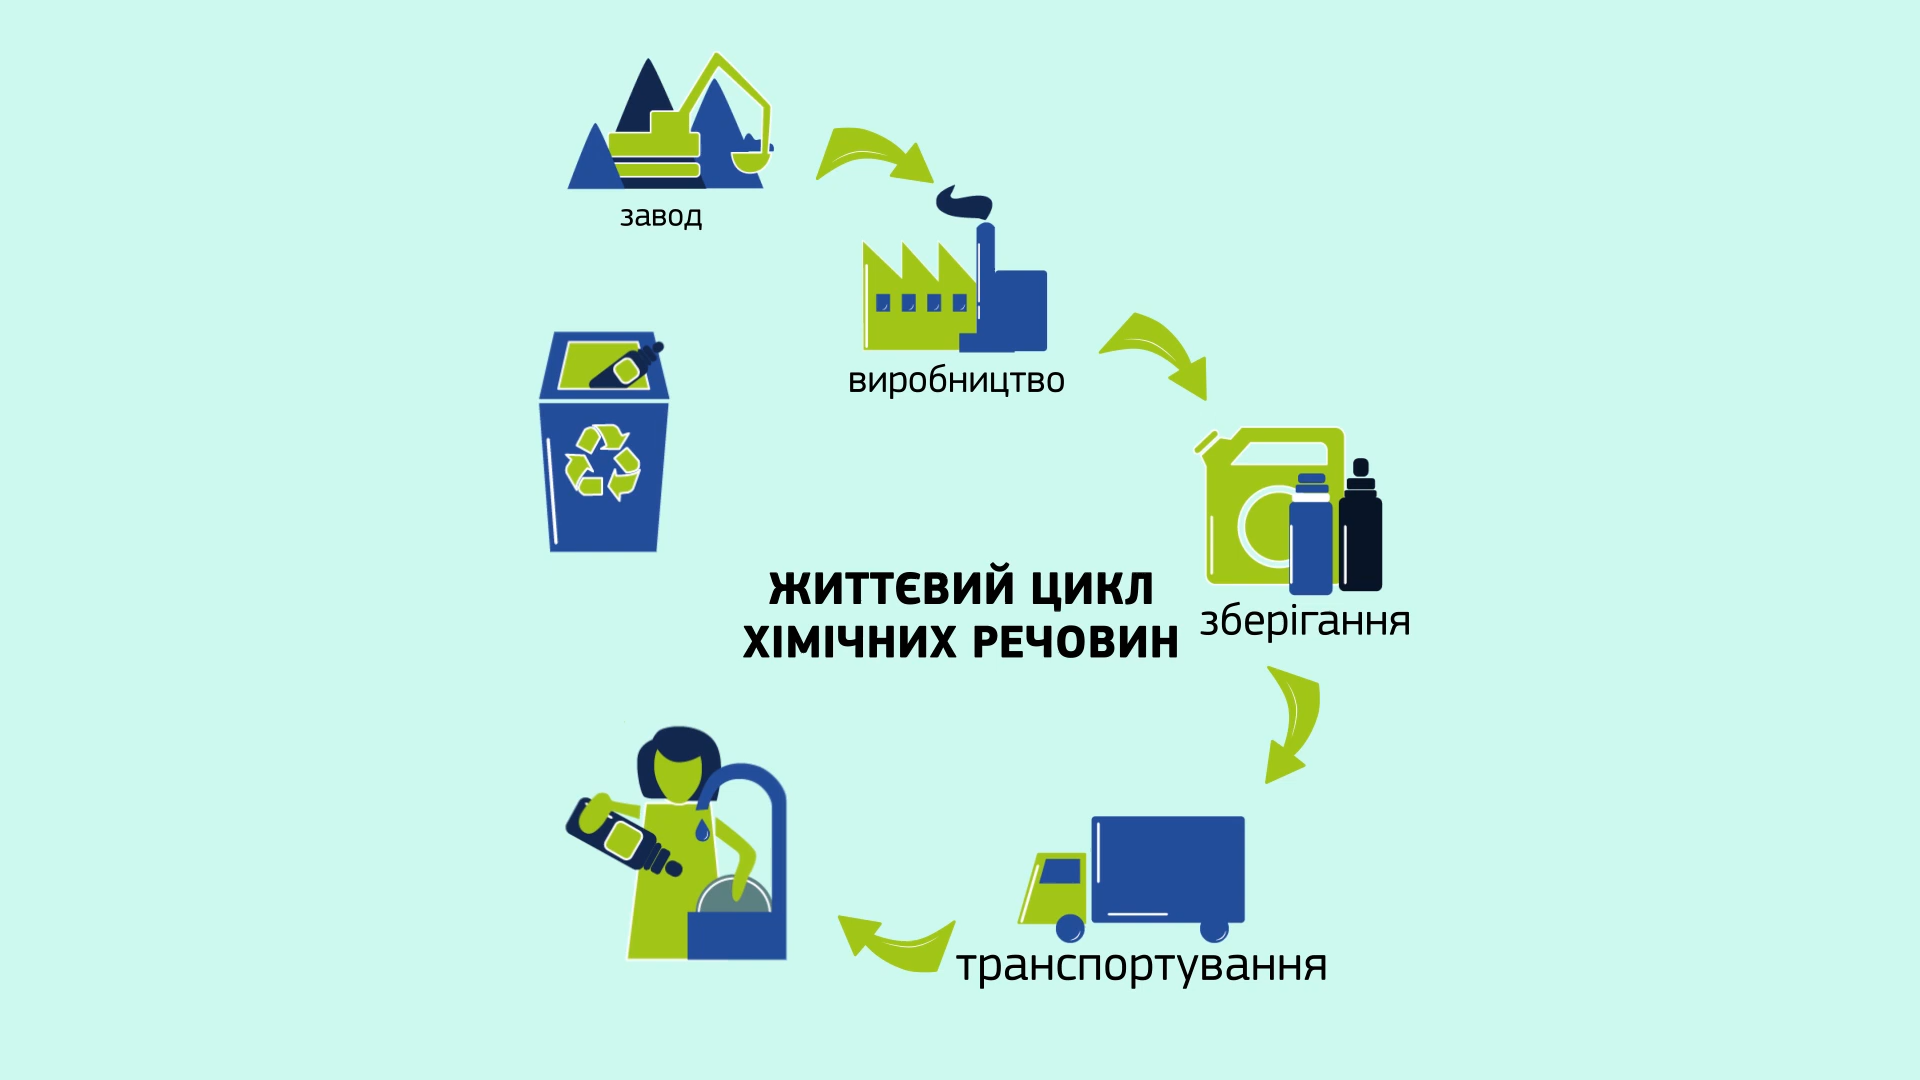 завод
виробництво
ЖИТТЄВИЙ ЦИКЛ
ХІМІЧНИХ РЕЧОВИН
зберігання
транспортування